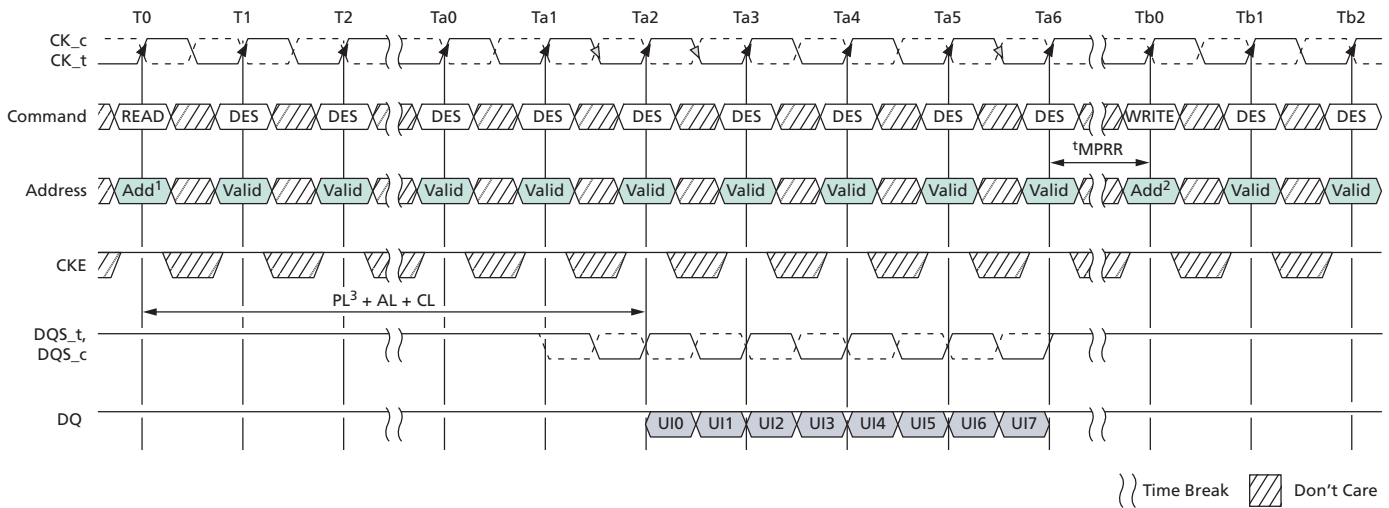 T0 T1 T2 Ta0 Ta1 Ta2 Ta3 Ta4 Ta5 Ta6 Tb0 Tb1 Tb2
CK_c
CK_t
Command READ DES DES DES DES DES DES DES DES DES WRITE DES DES
tMPRR
Address Add1 Valid Valid Valid Valid Valid Valid Valid Valid Valid Add2 Valid Valid
CKE
PL3 + AL + CL
DQS_t,
DQS_c
DQ UI0 UI1 UI2 UI3 UI4 UI5 UI6 UI7
Time Break Don't Care